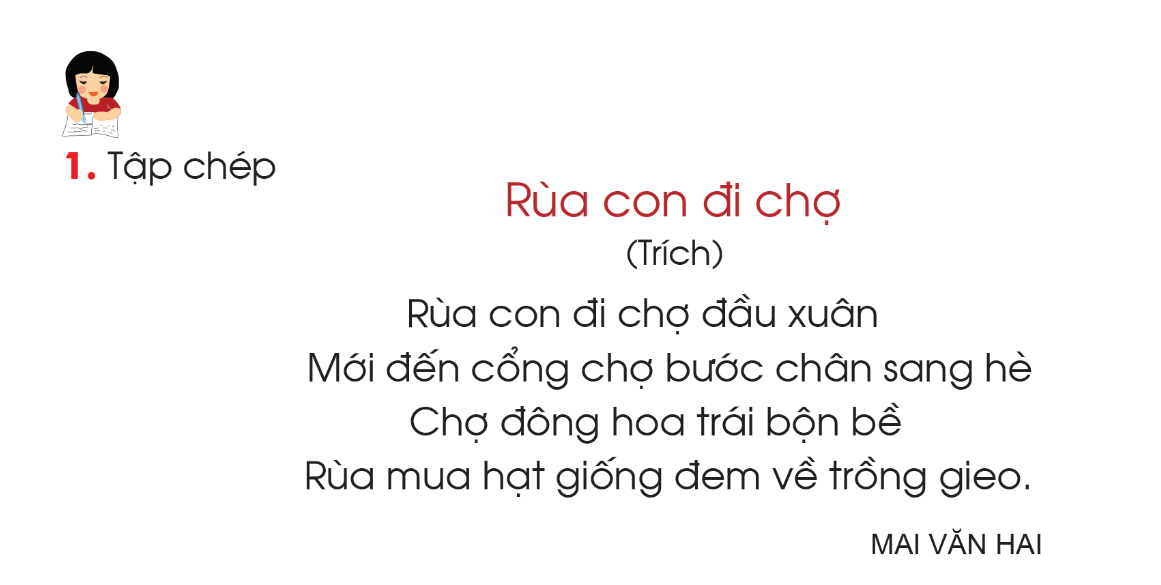 1. Tập chép
Rùa con đi chợ
(Trích)
Rùa con đi chợ đầu xuân
Mới đến cổng chợ bước chân sang hè
Chợ đông hoa trái bộn bề
Rùa mua hạt giống đem về trồng gieo.
MAI VĂN HAI